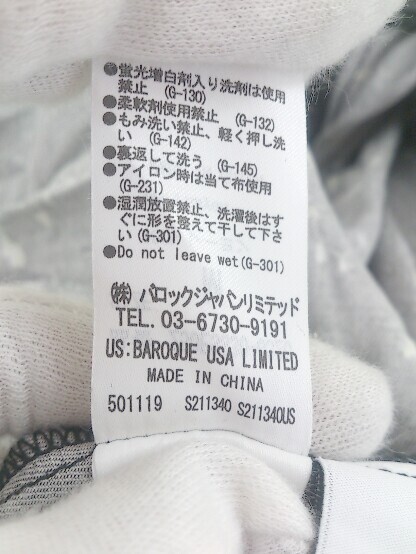 ●蛍光増白剤入り洗剤は使用
禁止 (G-130)
●柔軟剤使用禁止 (G-132)
●もみ洗い禁止、軽く押し洗
い (G-142)
●裏返して洗う (G-145)
●アイロン時は当て布使用
(G-231)
●湿潤放置禁止、洗濯後はす
ぐに形を整えて干して下さ
い (G-301)
●Do not leave wet(G-301)
㈱ バロックジャパンリミテッド
TEL. 03-6730-9191
US: BAROQUE USA LIMITED
MADE IN CHINA
501119 S211340 S211340US